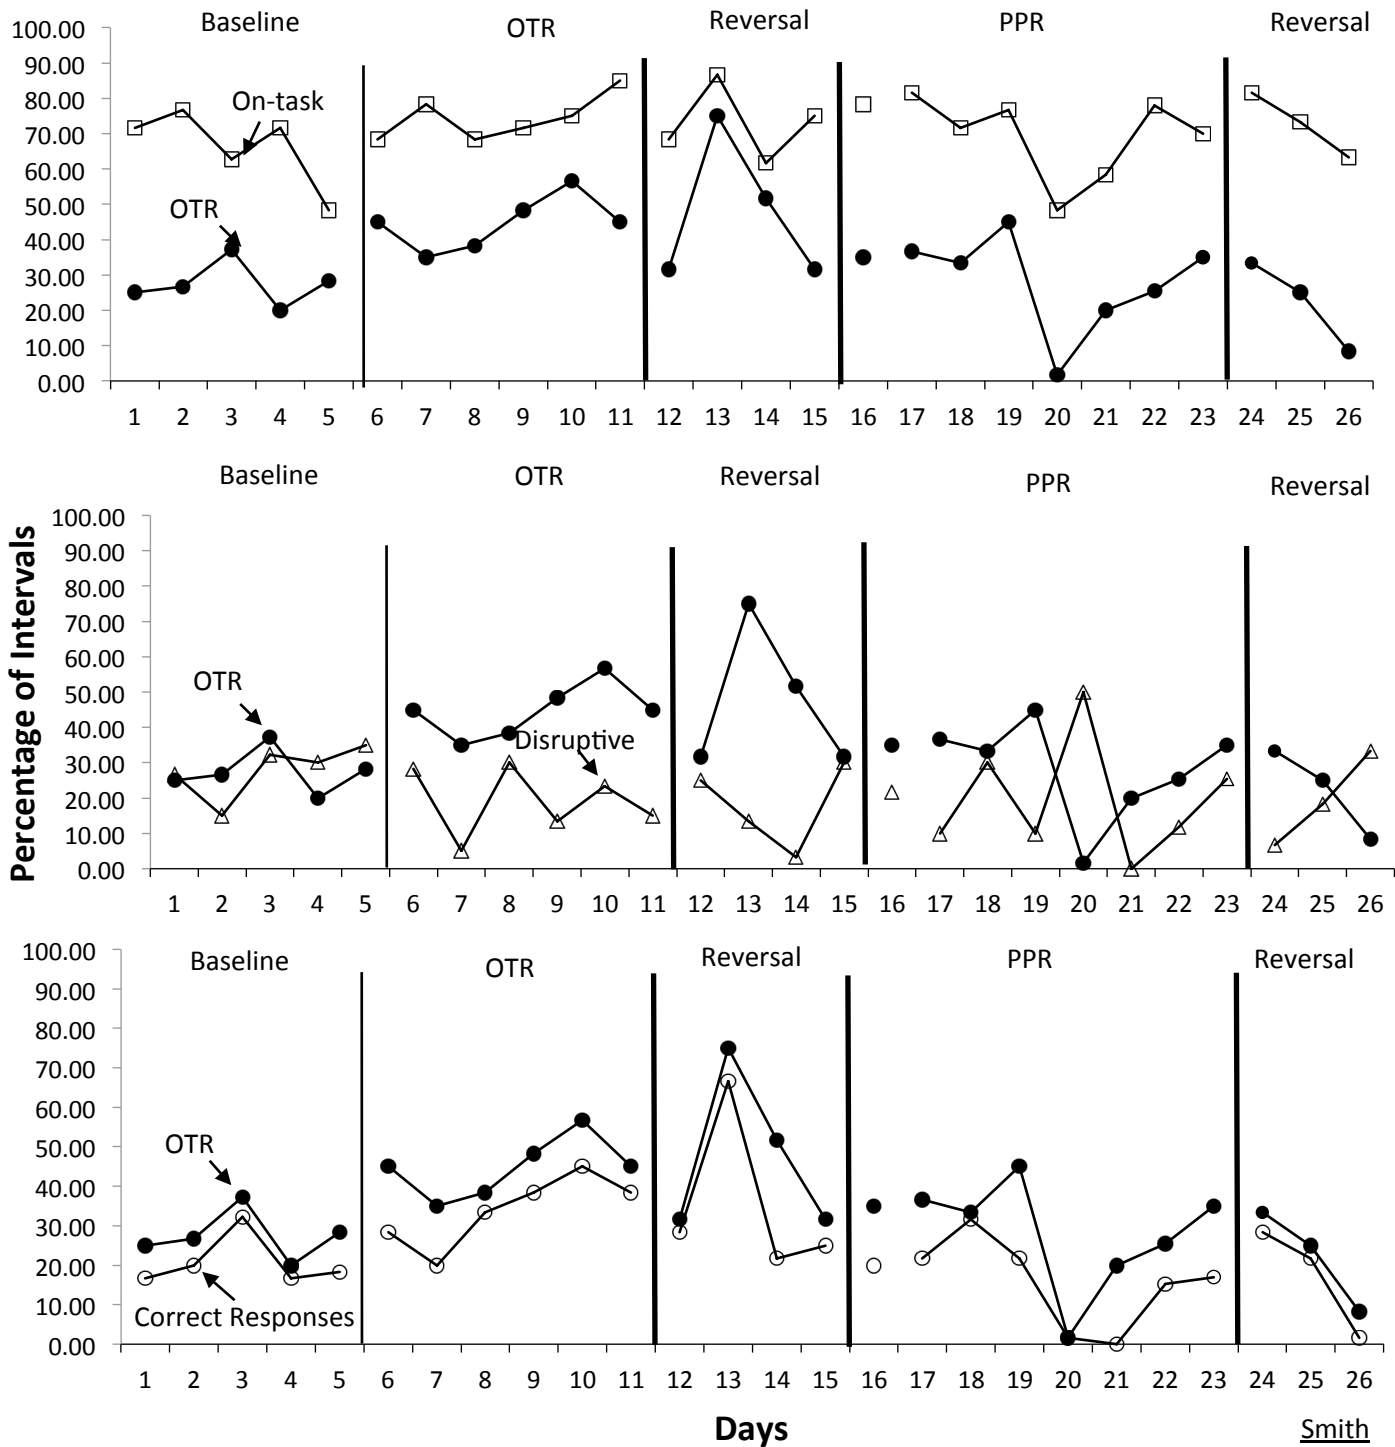 Baseline OTR Reversal PPR Reversal
100.00
90.00
80.00
70.00
60.00
50.00
40.00
30.00
20.00
10.00
0.00
On-task
OTR
1 2 3 4 5 6 7 8 9 10 11 12 13 14 15 16 17 18 19 20 21 22 23 24 25 26
Baseline OTR Reversal PPR Reversal
Percentage of Intervals
100.00
90.00
80.00
70.00
60.00
50.00
40.00
30.00
20.00
10.00
0.00
OTR
Disruptive
1 2 3 4 5 6 7 8 9 10 11 12 13 14 15 16 17 18 19 20 21 22 23 24 25 26
Baseline OTR Reversal PPR Reversal
100.00
90.00
80.00
70.00
60.00
50.00
40.00
30.00
20.00
10.00
0.00
OTR
Correct Responses
1 2 3 4 5 6 7 8 9 10 11 12 13 14 15 16 17 18 19 20 21 22 23 24 25 26
Days
Smith